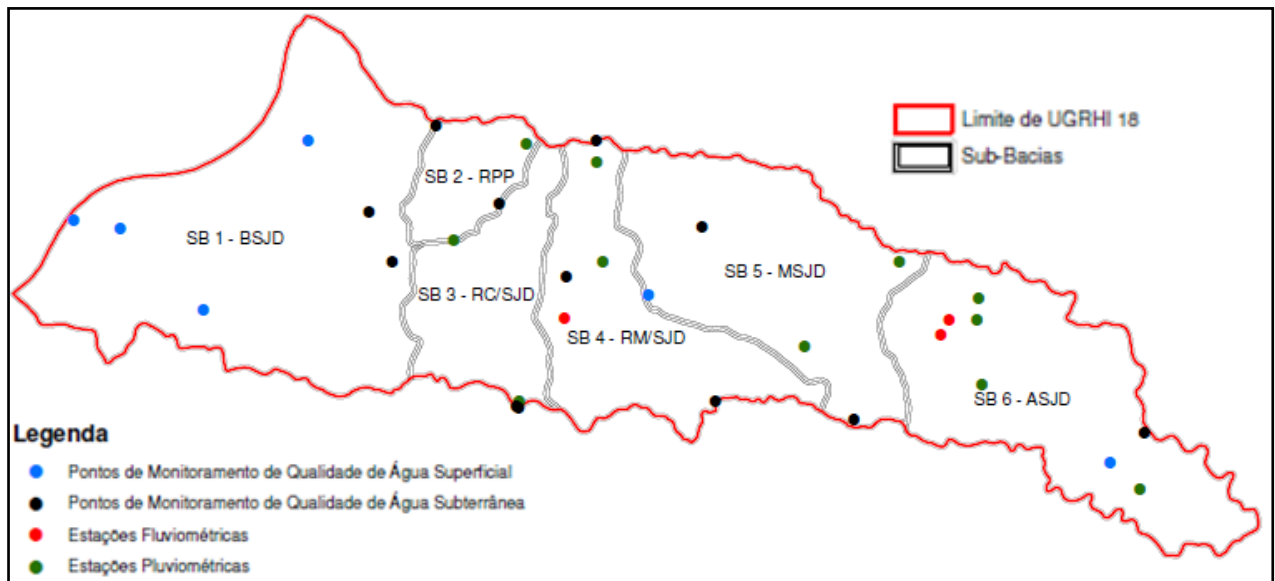 Limite de UGRHI 18
Sub-Bacias
SB 2 - RPP
SB 1 - BSJD
SB 5 - MSJD
SB 3 - RC/SJD
SB 4 - RM/SJD
SB 6 - ASJD
Legenda
Pontos de Monitoramento de Qualidade de Água Superficial
Pontos de Monitoramento de Qualidade de Água Subterrânea
Estações Fluviométricas
Estações Pluviométricas